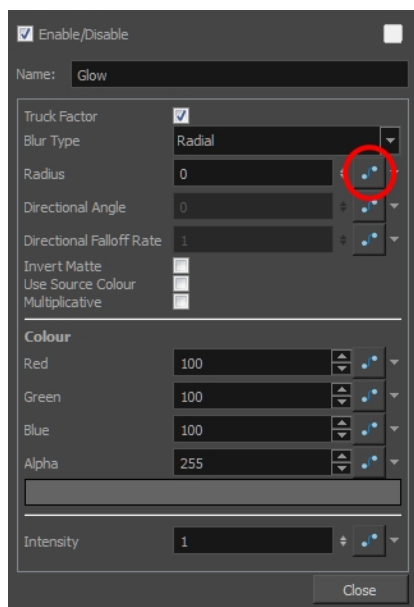 Enable/Disable
Name: Glow
Truck Factor
Blur Type Radial
Radius 0
Directional Angle 0
Directional Falloff Rate 1
Invert Matte
Use Source Colour
Multiplicative
Colour
Red 100
Green 100
Blue 100
Alpha 255
Intensity 1
Close